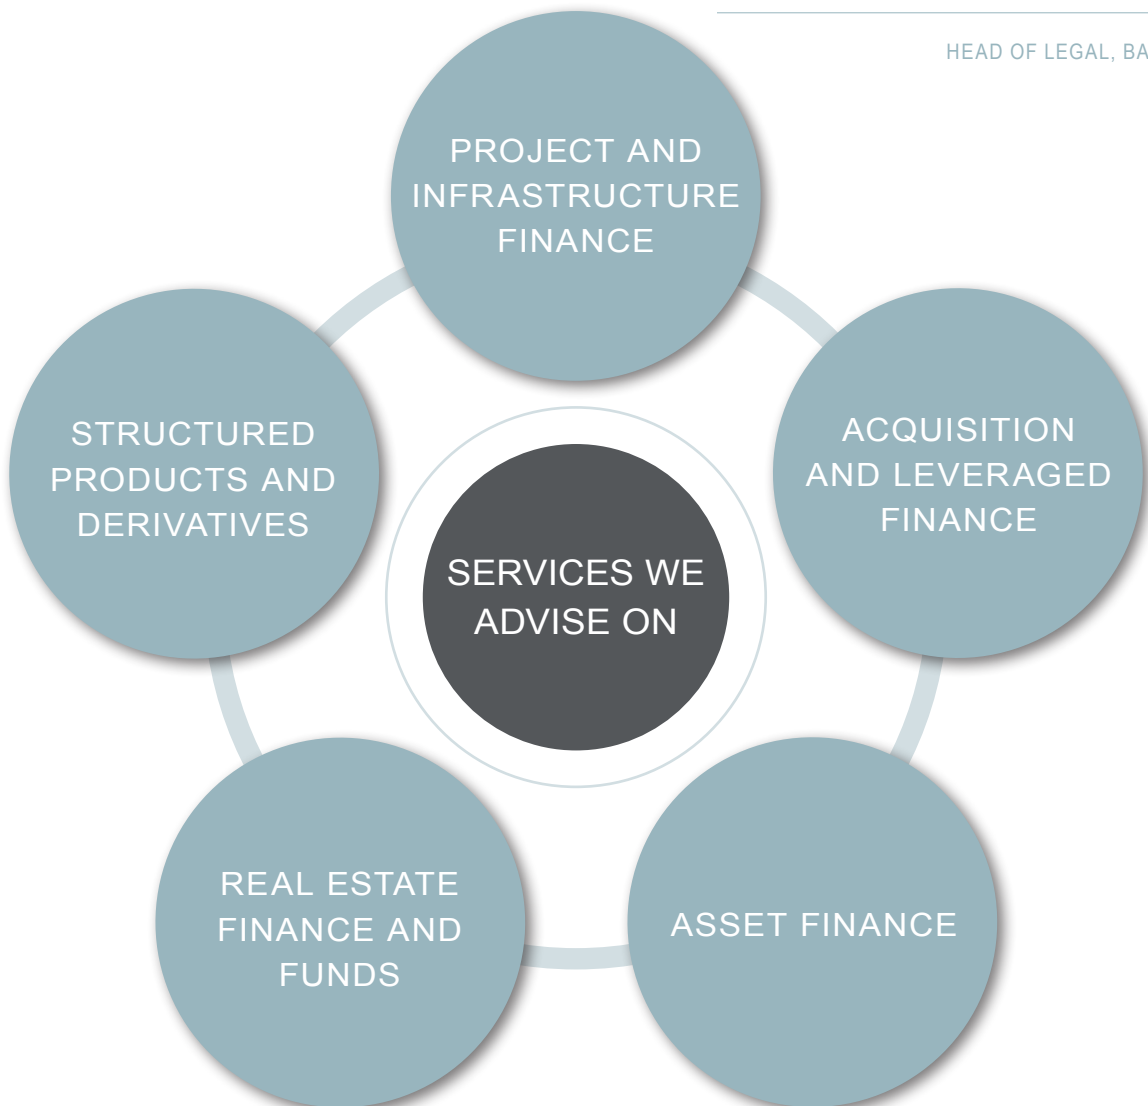 HEAD OF LEGAL,
PROJECT AND
INFRASTRUCTURE
FINANCE
ACQUISITION
AND LEVERAGED
FINANCE
ASSET FINANCE
REAL ESTATE
FINANCE AND
FUNDS
STRUCTURED
PRODUCTS AND
DERIVATIVES
SERVICES WE
ADVISE ON